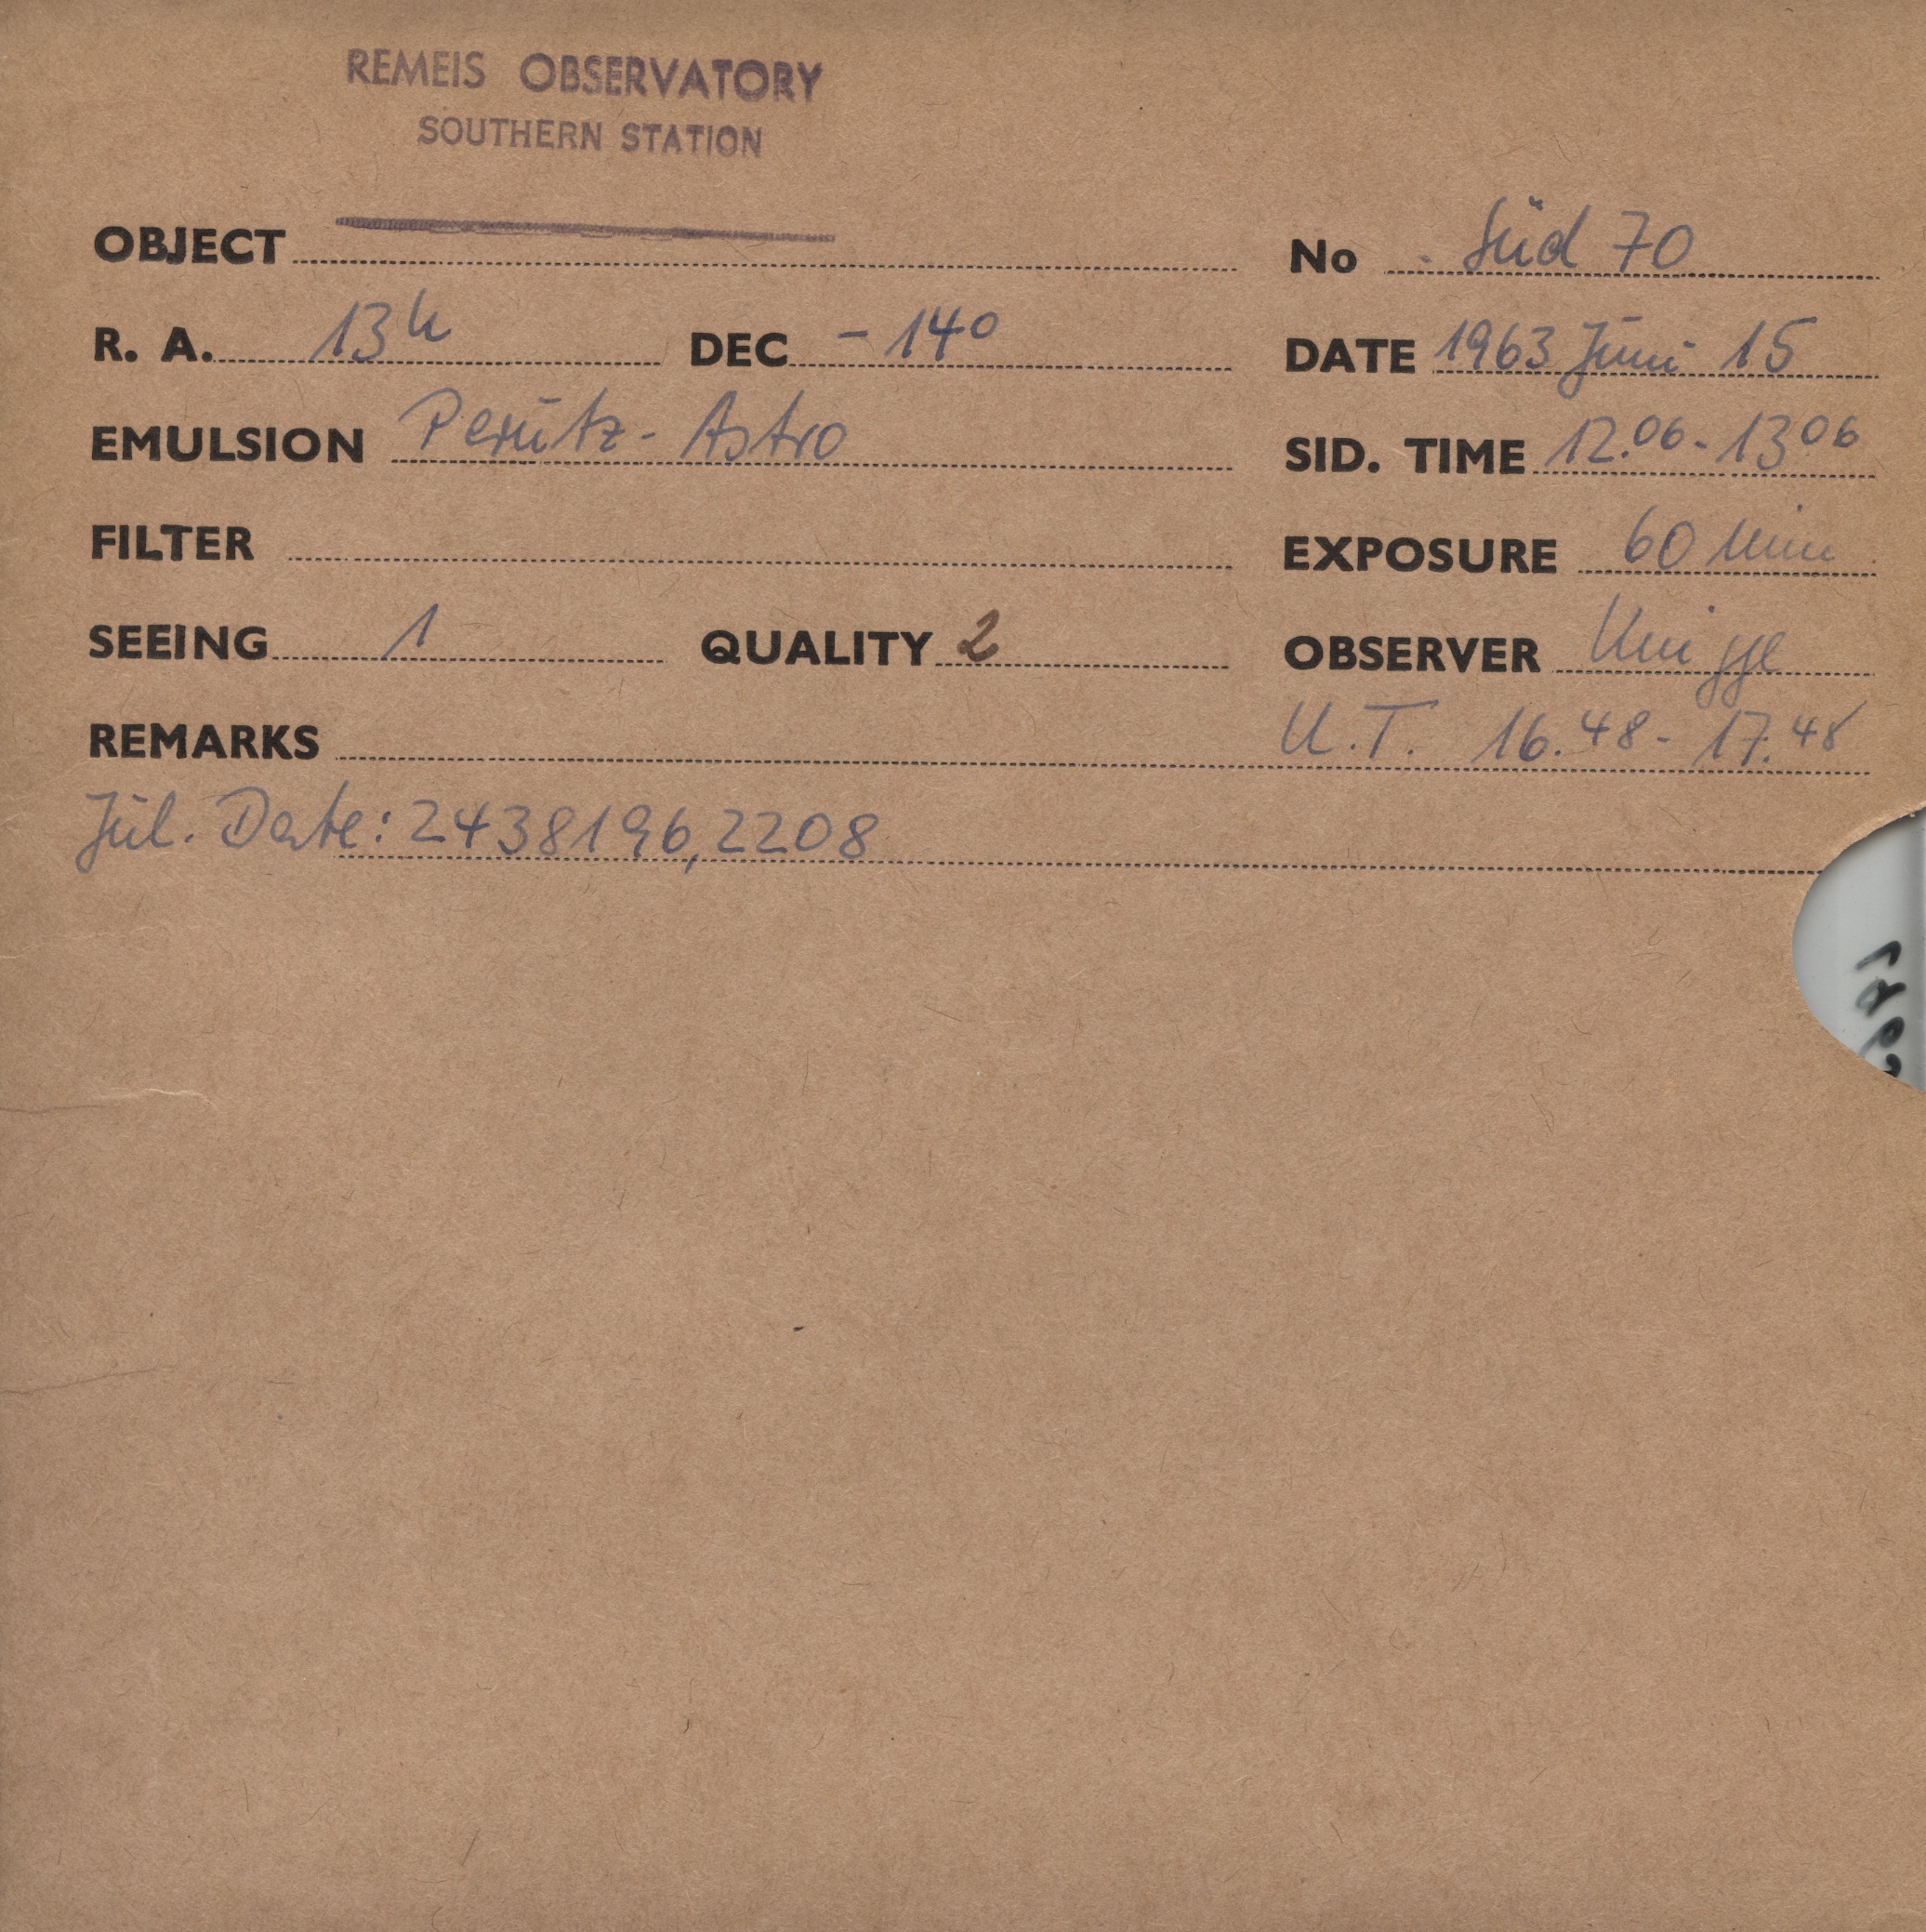 REMEIS OBSERVATORY
SOUTHERN STATION
OBJECT No Süd 70
R. A. 13h DEC -14° DATE 1963 Juni 15
EMULSION Perutz-Astro SID. TIME 12.06-13 06
FILTER EXPOSURE 60 min
SEEING 1 QUALITY 2 OBSERVER Knigge
REMARKS U.T. 16.48-17.48
Jul. Date: 2438196,2208